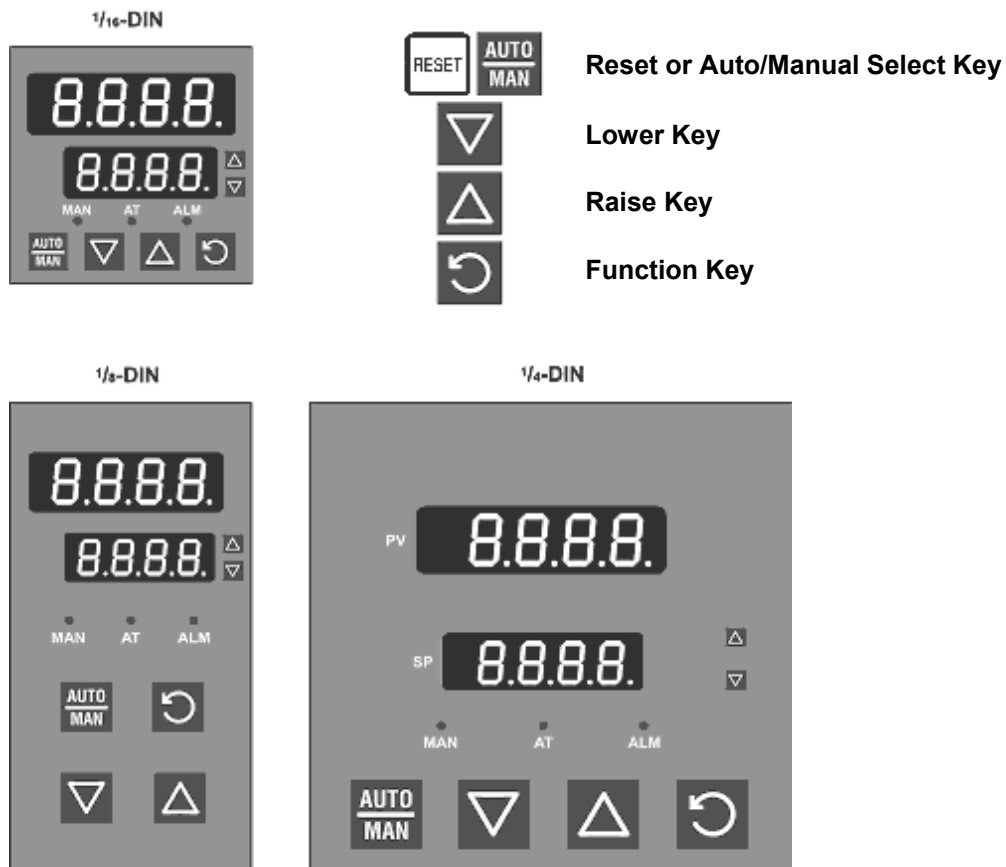 1/16-DIN
8.8.8.8.
8.8.8.8.
MAN AT ALM
AUTO
MAN
RESET
AUTO
MAN
Reset or Auto/Manual Select Key
Lower Key
Raise Key
Function Key
1/8-DIN
8.8.8.8.
8.8.8.8.
MAN AT ALM
AUTO
MAN
1/4-DIN
PV 8.8.8.8.
SP 8.8.8.8.
MAN AT ALM
AUTO
MAN